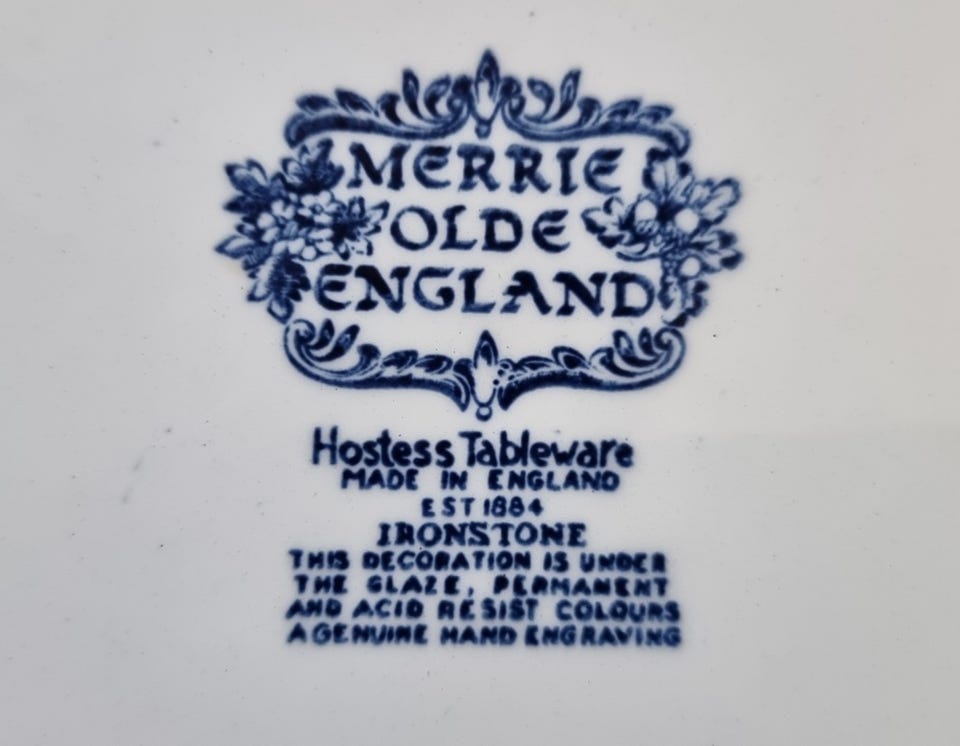 MERRIE
OLDE
ENGLAND
Hostess Tableware
MADE IN ENGLAND
EST 1884
IRONSTONE
THIS DECORATION IS UNDER
THE GLAZE, PERMANENT
AND ACID RESIST COLOURS
A GENUINE HAND ENGRAVING